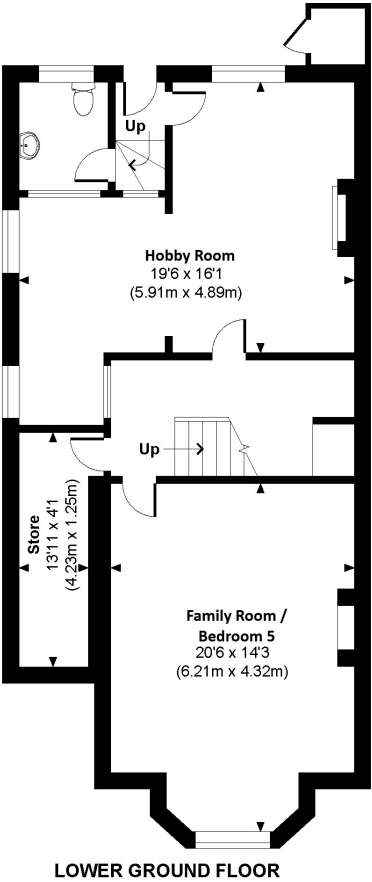 Up
Hobby Room
19'6 x 16'1
(5.91m x 4.89m)
Up
Store
13'11 x 4'1
(4.23m x 1.25m)
Family Room /
Bedroom 5
20'6 x 14'3
(6.21m x 4.32m)
LOWER GROUND FLOOR